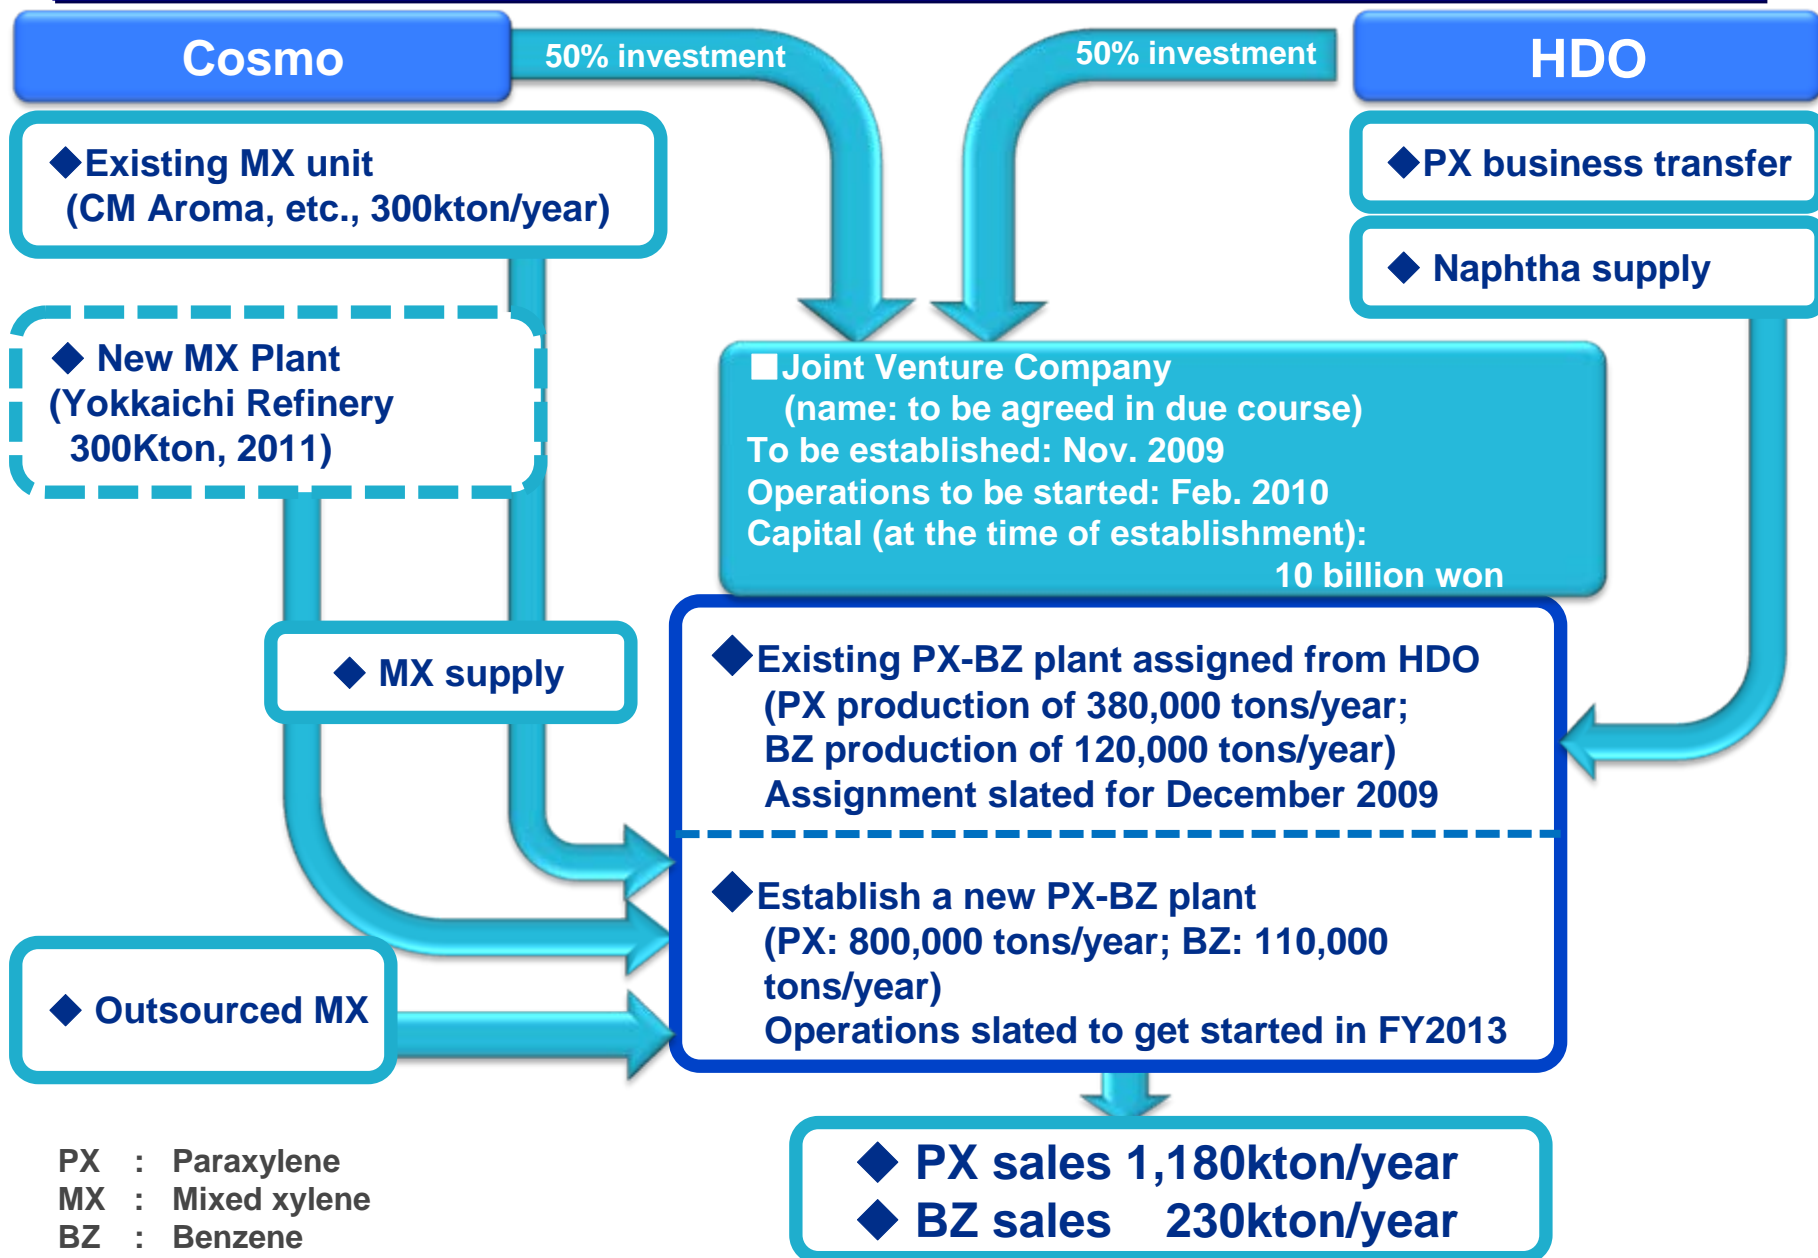 Cosmo
50% investment
50% investment
HDO
◆Existing MX unit
(CM Aroma, etc., 300kton/year)
◆PX business transfer
◆ Naphtha supply
◆ New MX Plant
(Yokkaichi Refinery
300Kton, 2011)
■Joint Venture Company
(name: to be agreed in due course)
To be established: Nov. 2009
Operations to be started: Feb. 2010
Capital (at the time of establishment):
10 billion won
◆ MX supply
◆Existing PX-BZ plant assigned from HDO
(PX production of 380,000 tons/year;
BZ production of 120,000 tons/year)
Assignment slated for December 2009
◆Establish a new PX-BZ plant
(PX: 800,000 tons/year; BZ: 110,000
tons/year)
Operations slated to get started in FY2013
◆ Outsourced MX
◆ PX sales 1,180kton/year
◆ BZ sales 230kton/year
PX : Paraxylene
MX : Mixed xylene
BZ : Benzene